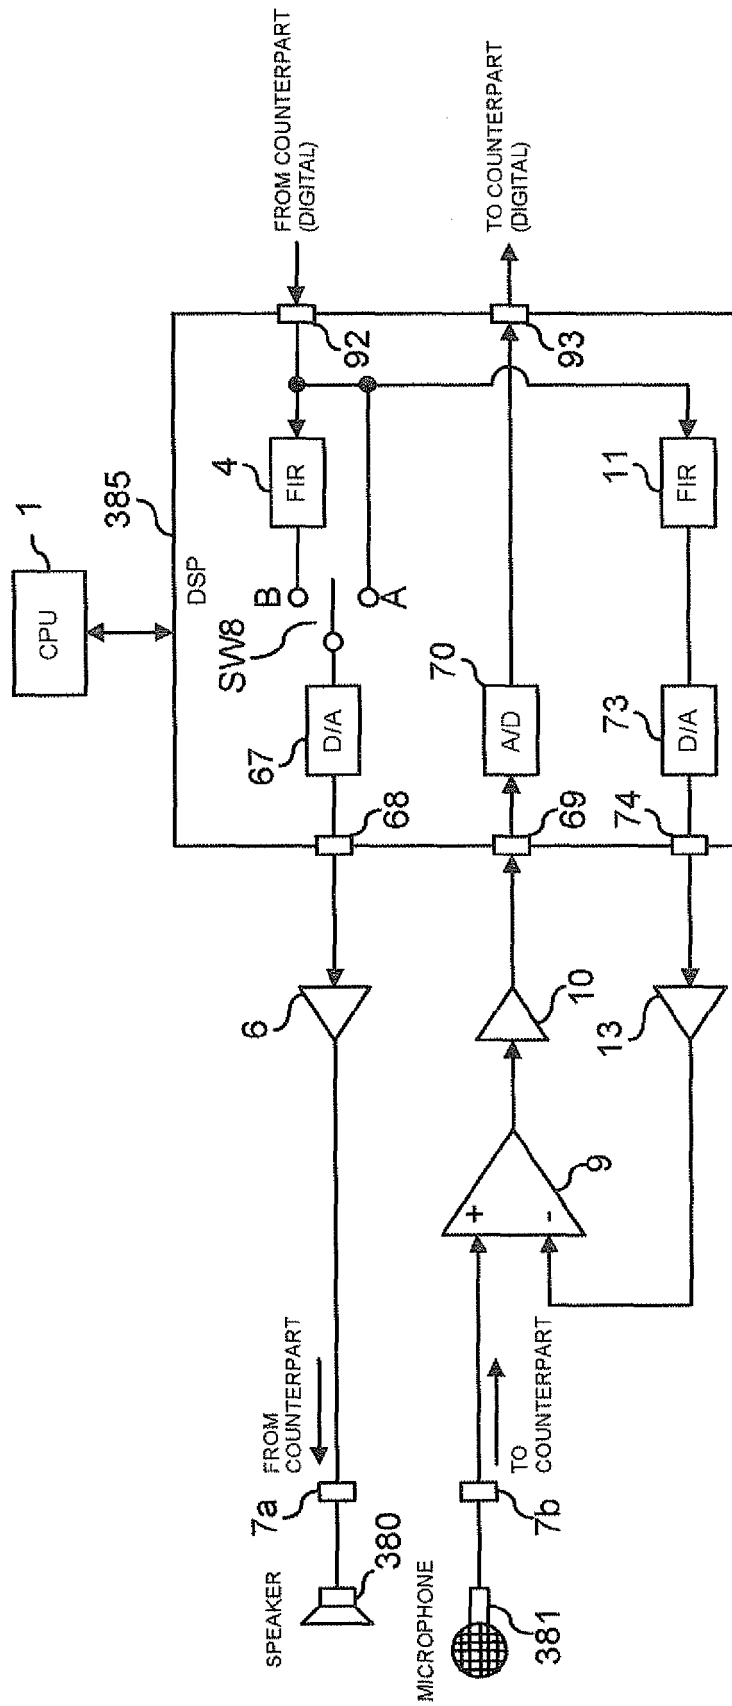 CPU
1
385
DSP
FROM COUNTERPART
(DIGITAL)
92
4
FIR
B
SW8
A
D/A
67
68
6
FROM
COUNTERPART
7a
SPEAKER
380
TO COUNTERPART
(DIGITAL)
93
70
A/D
69
10
+
-
9
TO
COUNTERPART
7b
MICROPHONE
381
11
FIR
73
D/A
74
13